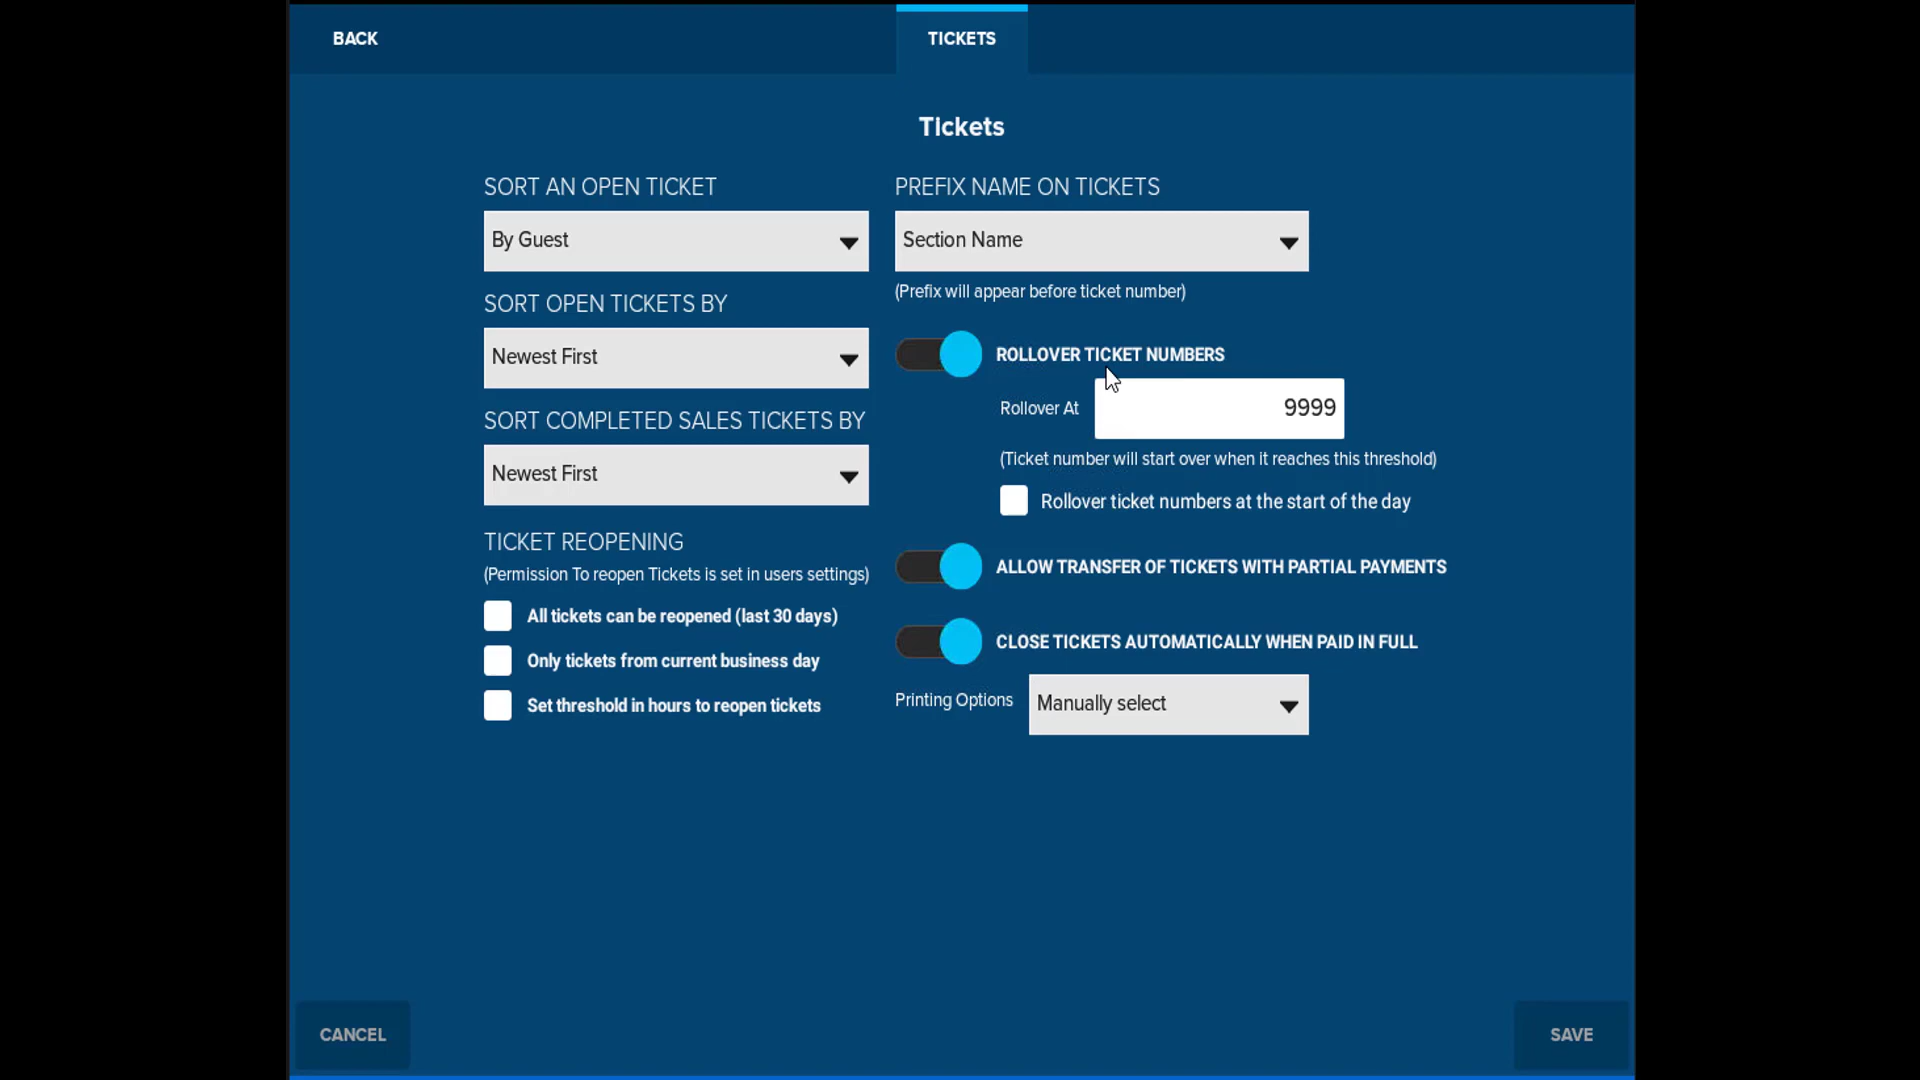 BACK
TICKETS
Tickets
SORT AN OPEN TICKET
By Guest
SORT OPEN TICKETS BY
Newest First
SORT COMPLETED SALES TICKETS BY
Newest First
TICKET REOPENING
(Permission To reopen Tickets is set in users settings)
All tickets can be reopened (last 30 days)
Only tickets from current business day
Set threshold in hours to reopen tickets
PREFIX NAME ON TICKETS
Section Name
(Prefix will appear before ticket number)
ROLLOVER TICKET NUMBERS
Rollover At 9999
(Ticket number will start over when it reaches this threshold)
Rollover ticket numbers at the start of the day
ALLOW TRANSFER OF TICKETS WITH PARTIAL PAYMENTS
CLOSE TICKETS AUTOMATICALLY WHEN PAID IN FULL
Printing Options Manually select
CANCEL
SAVE